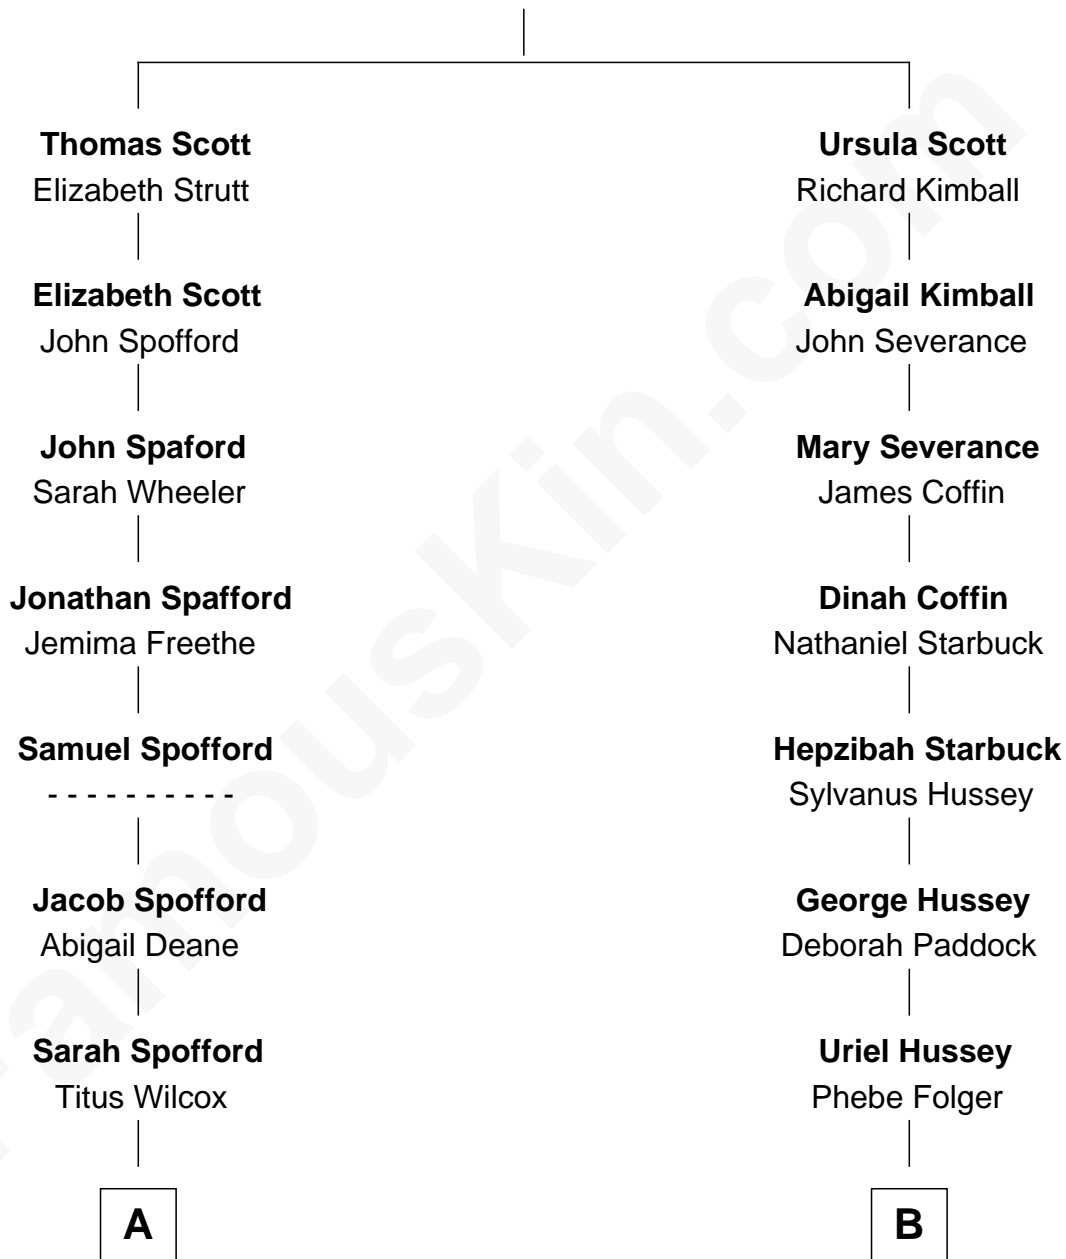 Thomas Scott
Elizabeth Strutt
Elizabeth Scott
John Spofford
John Spaford
Sarah Wheeler
Jonathan Spafford
Jemima Freethe
Samuel Spofford
- - - - - - - - - -
Jacob Spofford
Abigail Deane
Sarah Spofford
Titus Wilcox
A
Ursula Scott
Richard Kimball
Abigail Kimball
John Severance
Mary Severance
James Coffin
Dinah Coffin
Nathaniel Starbuck
Hepzibah Starbuck
Sylvanus Hussey
George Hussey
Deborah Paddock
Uriel Hussey
Phebe Folger
B
FamousKin.com